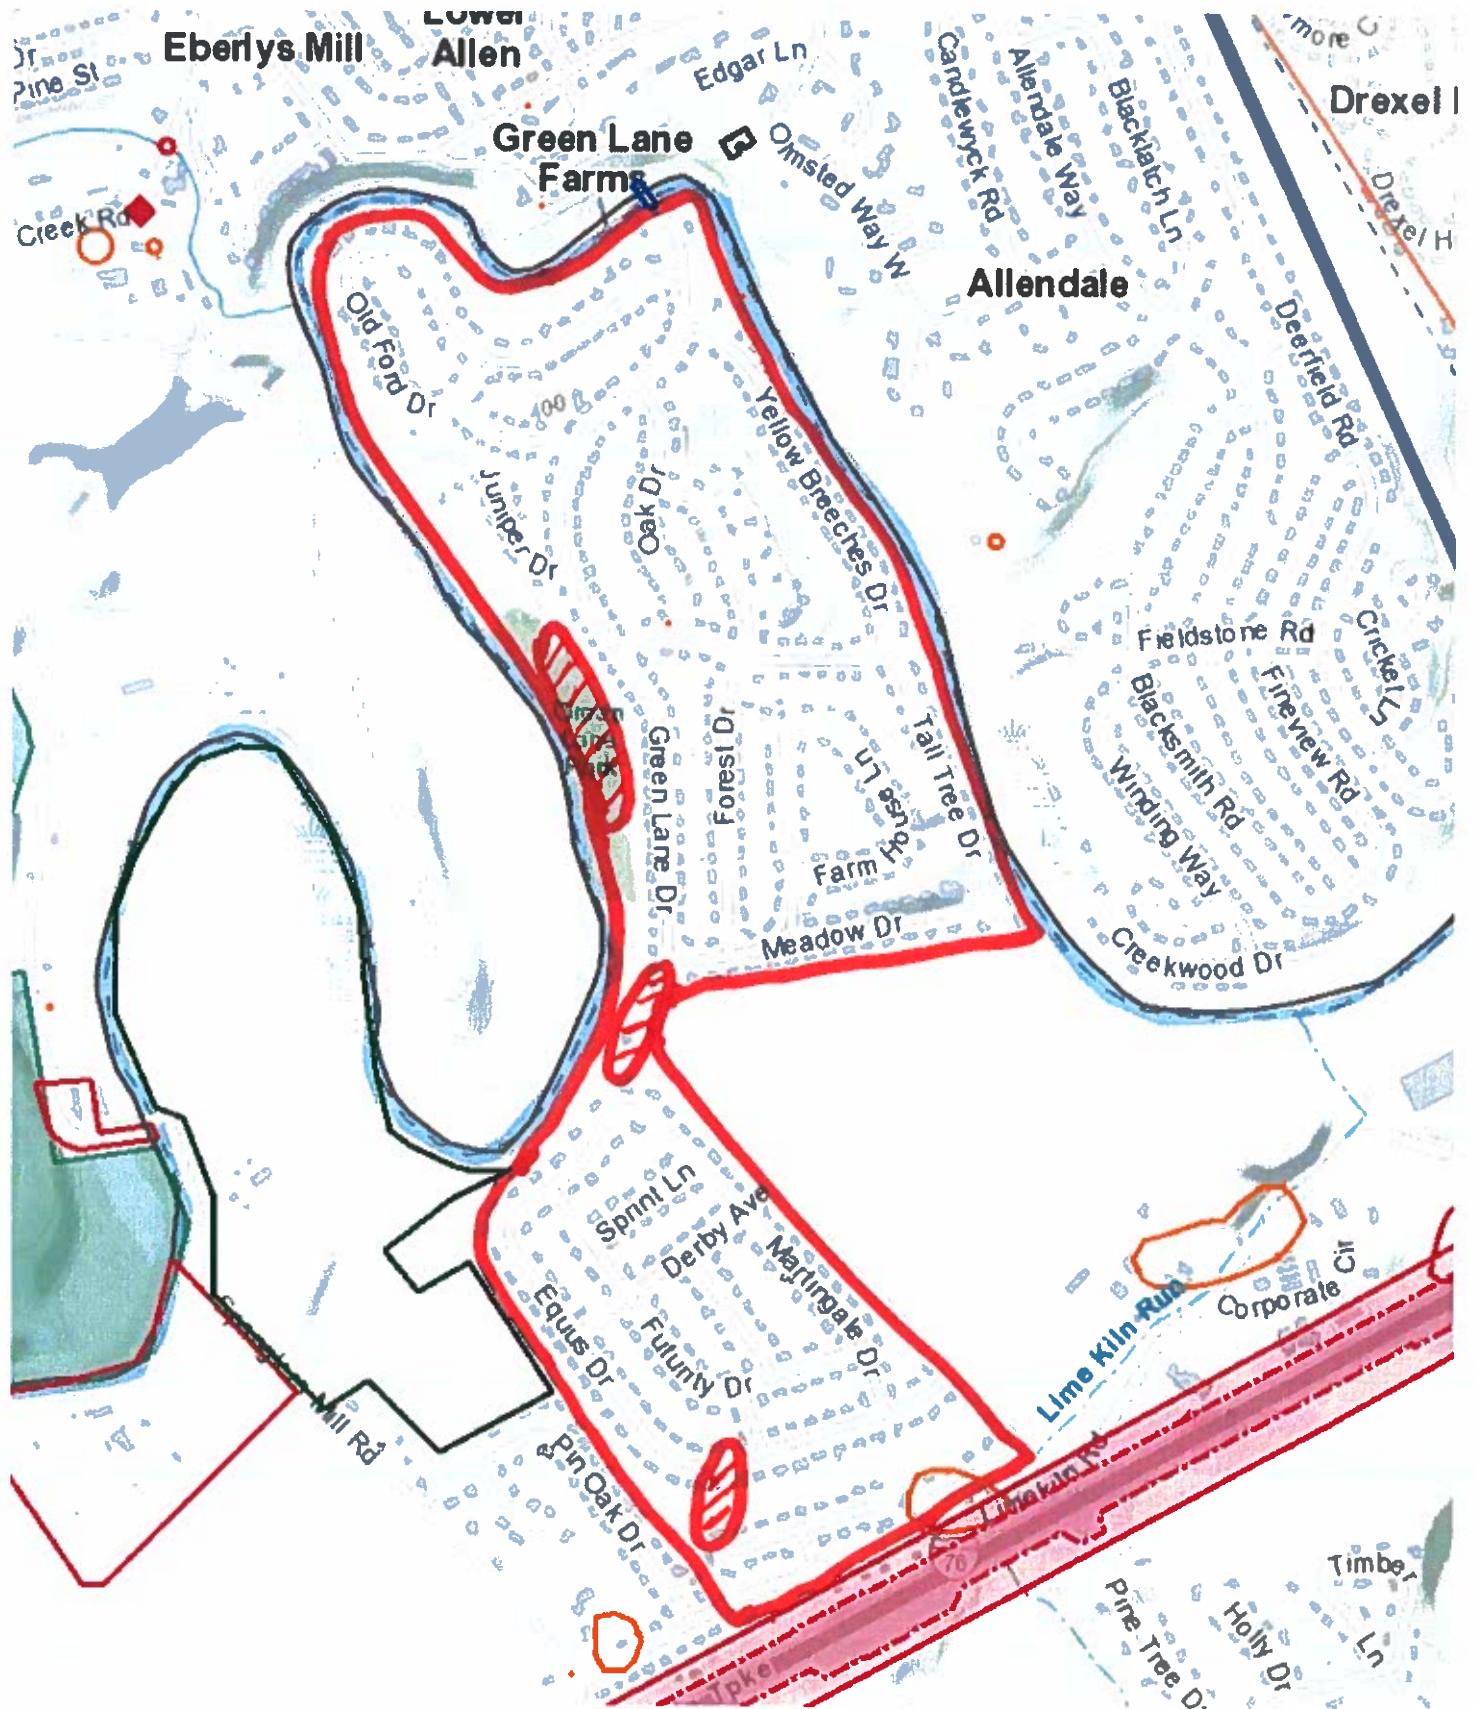 Lower
Allen
Eberlys Mill
Pine St
Edgar Ln
Candlewyck Rd
Allendale Way
Blacklatch Ln
more C
Drexel
Green Lane
Farms
Olmsted Way W
Drexel H
Creek Rd
Allendale
Old Ford Dr
Deerfield Rd
Yellow Breeches Dr
Juniper Dr
Oak Dr
Fieldstone Rd
Cricket
Fineview Rd
Blacksmith Rd
Winding Way
Green Lane Dr
Forest Dr
Tall Tree Dr
Farm House Ln
Meadow Dr
Creekwood Dr
Sprint Ln
Derby Ave
Martingale Dr
Equus Dr
Futurity Dr
Corporate Cir
Lime Kiln Run
Mill Rd
Pin Oak Dr
Limekiln Rd
76
Timber
Pine Tree D
Holly Dr
Ln
Tpke